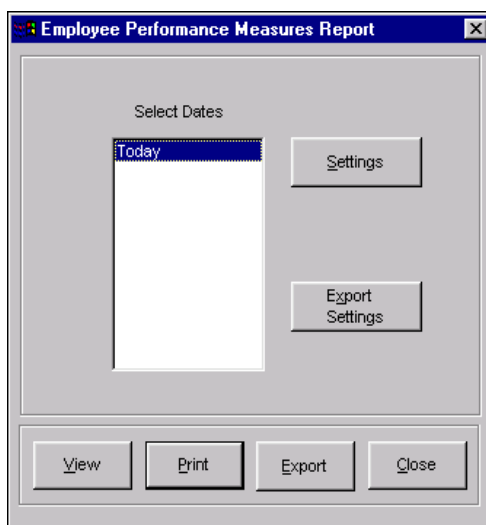 Employee Performance Measures Report
Select Dates
Today
Settings
Export
Settings
View
Print
Export
Close